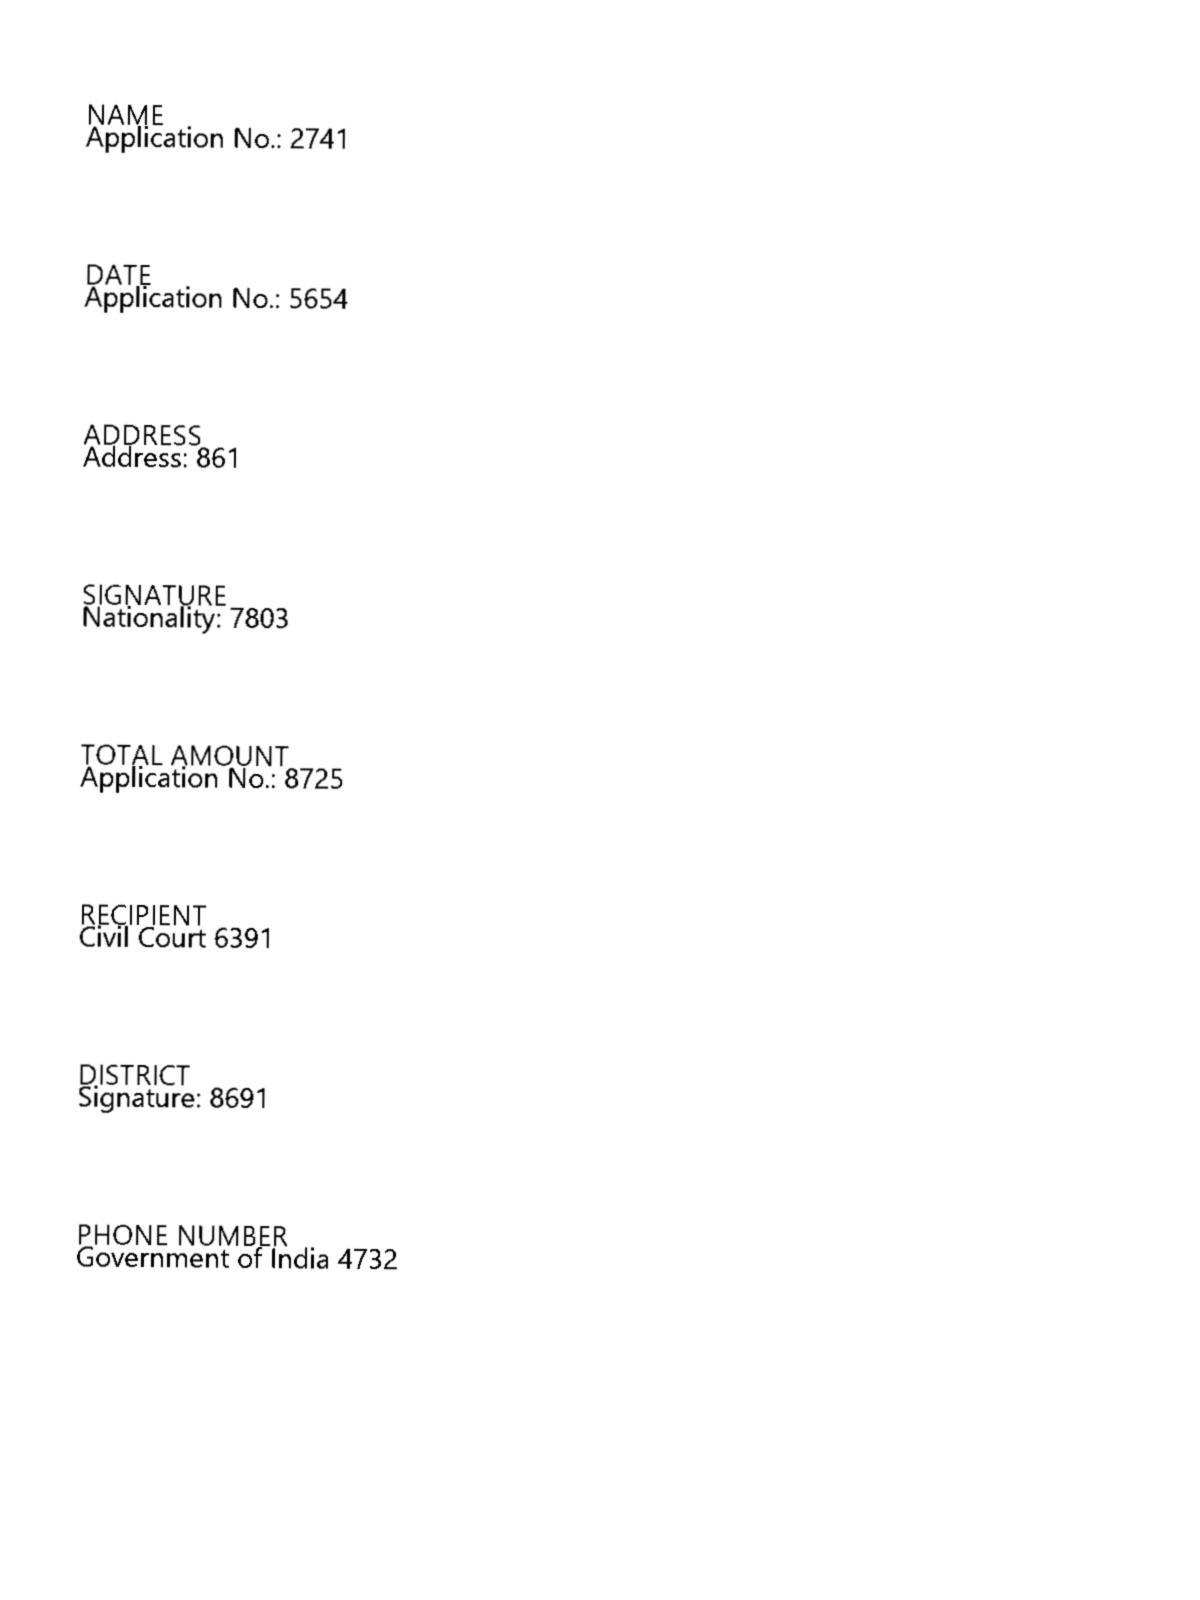 NAME
Application No.: 2741
DATE
Application No.: 5654
ADDRESS
Address: 861
SIGNATURE
Nationality: 7803
TOTAL AMOUNT
Application No.: 8725
RECIPIENT
Civil Court 6391
DISTRICT
Signature: 8691
PHONE NUMBER
Government of India 4732